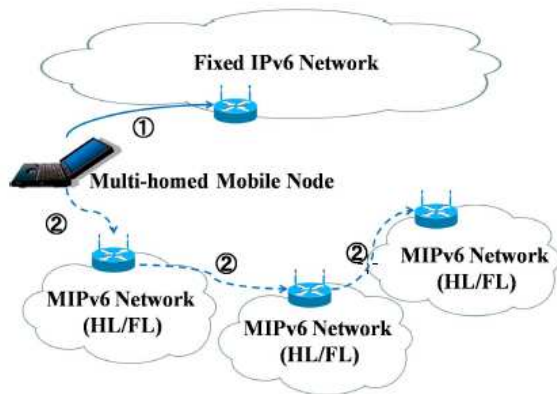 Fixed IPv6 Network
①
Multi-homed Mobile Node
②
②
②
MIPv6 Network
(HL/FL)
MIPv6 Network
(HL/FL)
MIPv6 Network
(HL/FL)